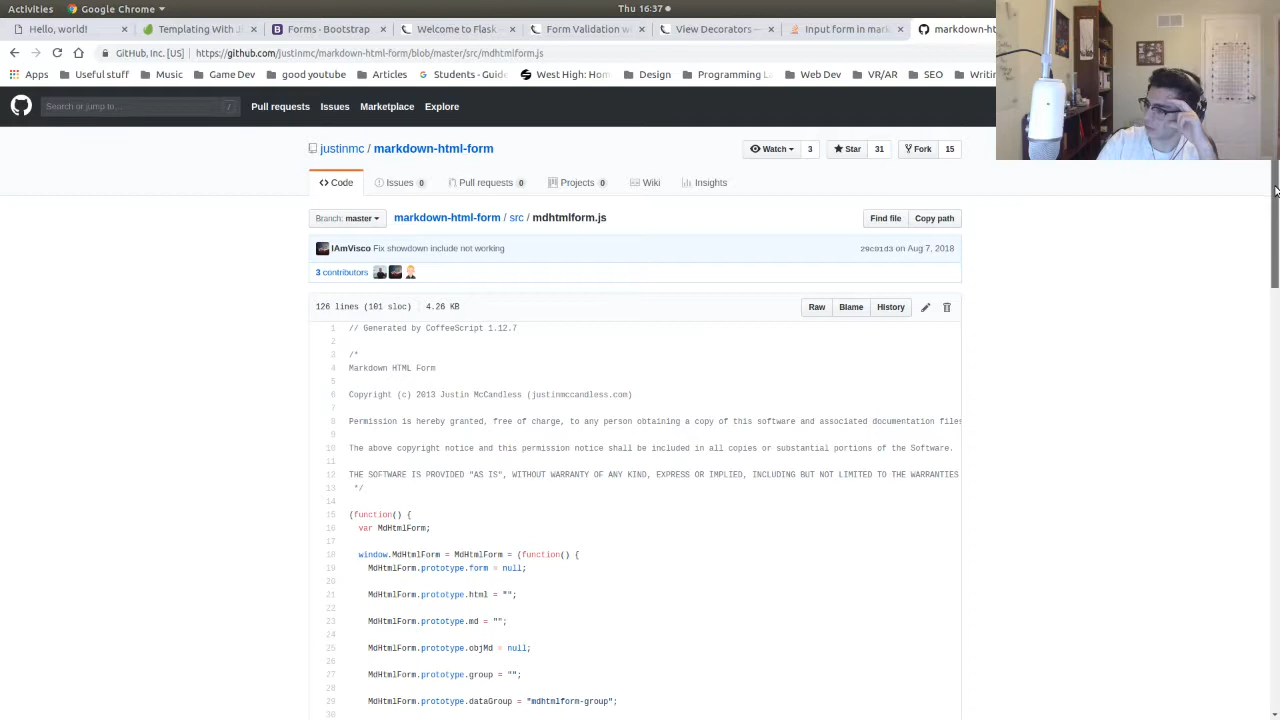 Activities Google Chrome Thu 16:37
Hello, world!
Templating With
Forms · Bootstrap
Welcome to Flask
Form Validation w
View Decorators —
Input form in mark
markdown-ht
GitHub, Inc. [US] https://github.com/justinmc/markdown-html-form/blob/master/src/mdhtmlform.js
Apps Useful stuff Music Game Dev good youtube Articles Students - Guide West High: Home Design Programming La Web Dev VR/AR SEO Writin
Search or jump to… / Pull requests Issues Marketplace Explore
justinmc / markdown-html-form Watch 3 Star 31 Fork 15
Code Issues 0 Pull requests 0 Projects 0 Wiki Insights
Branch: master markdown-html-form / src / mdhtmlform.js Find file Copy path
IAmVisco Fix showdown include not working 29c01d3 on Aug 7, 2018
3 contributors
126 lines (101 sloc) 4.26 KB Raw Blame History
1 // Generated by CoffeeScript 1.12.7
2
3 /*
4 Markdown HTML Form
5
6 Copyright (c) 2013 Justin McCandless (justinmccandless.com)
7
8 Permission is hereby granted, free of charge, to any person obtaining a copy of this software and associated documentation files
9
10 The above copyright notice and this permission notice shall be included in all copies or substantial portions of the Software.
11
12 THE SOFTWARE IS PROVIDED "AS IS", WITHOUT WARRANTY OF ANY KIND, EXPRESS OR IMPLIED, INCLUDING BUT NOT LIMITED TO THE WARRANTIES
13 */
14
15 (function() {
16 var MdHtmlForm;
17
18 window.MdHtmlForm = MdHtmlForm = (function() {
19 MdHtmlForm.prototype.form = null;
20
21 MdHtmlForm.prototype.html = "";
22
23 MdHtmlForm.prototype.md = "";
24
25 MdHtmlForm.prototype.objMd = null;
26
27 MdHtmlForm.prototype.group = "";
28
29 MdHtmlForm.prototype.dataGroup = "mdhtmlform-group";
30